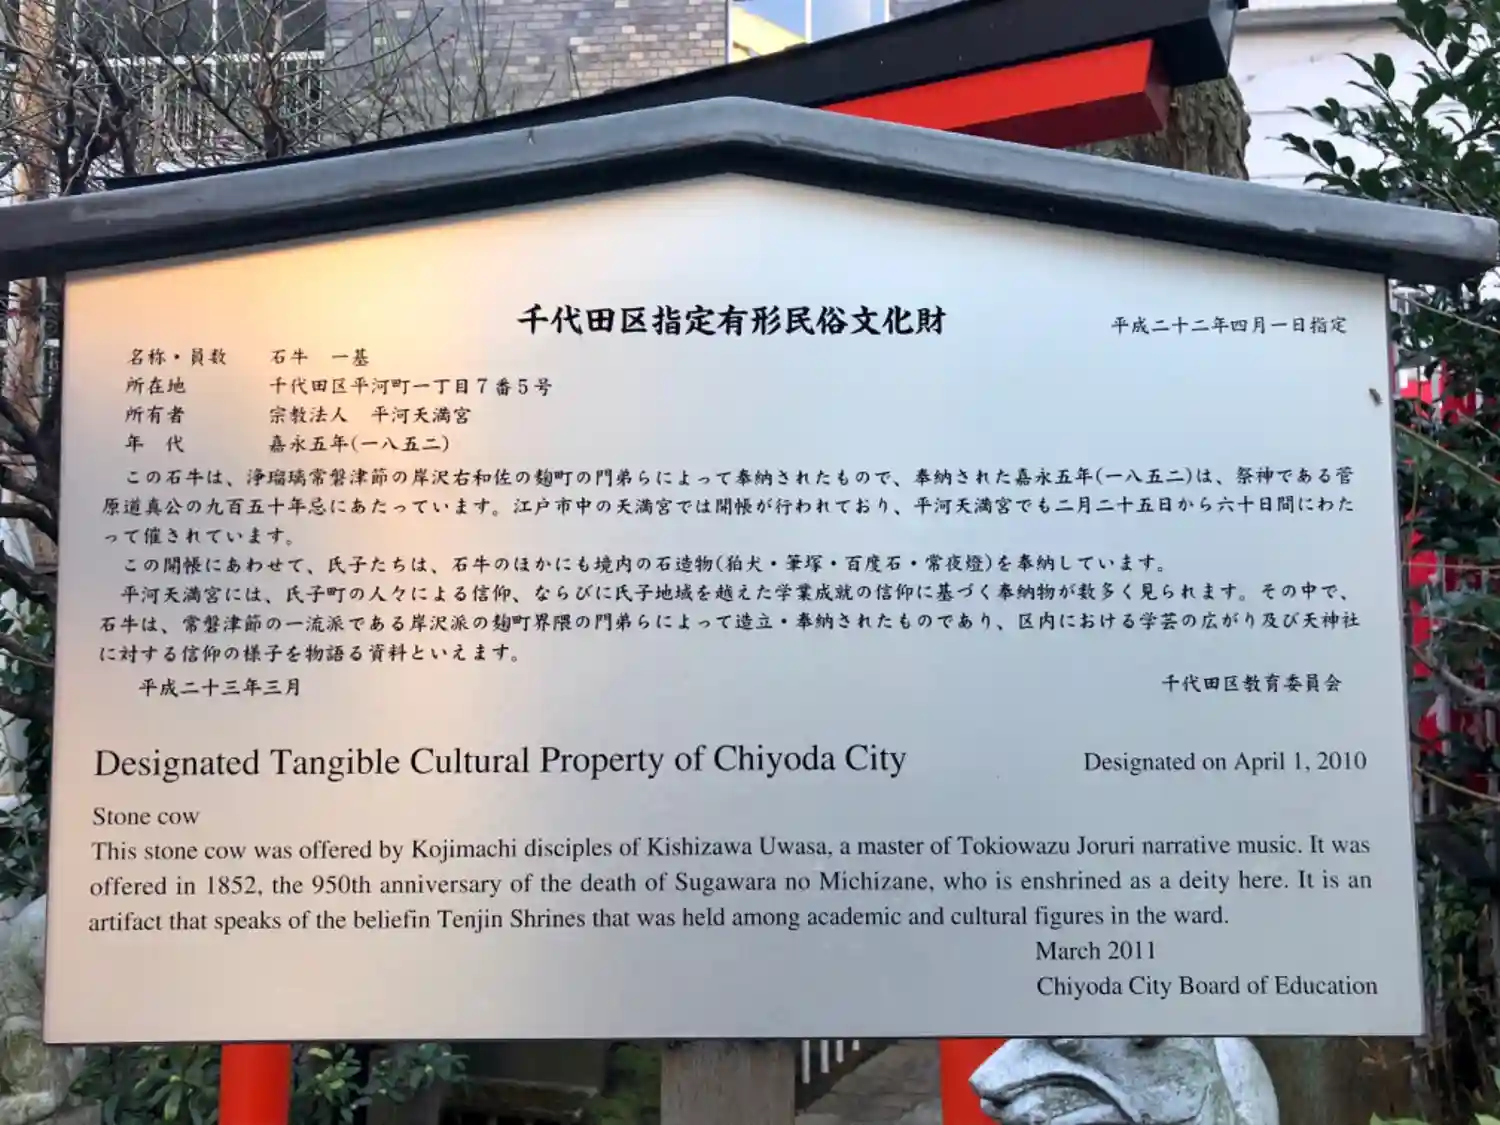 千代田区指定有形民俗文化財
平成二十二年四月一日指定
名称・員数 石牛 一基
所在地 千代田区平河町一丁目7番5号
所有者 宗教法人 平河天満宮
年代 嘉永五年(一八五二)
この石牛は、浄瑠璃常磐津節の岸沢右和佐の麹町の門弟らによって奉納されたもので、奉納された嘉永五年(一八五二)は、祭神である菅
原道真公の九百五十年忌にあたっています。江戸市中の天満宮では開帳が行われており、平河天満宮でも二月二十五日から六十日間にわた
って催されています。
この開帳にあわせて、氏子たちは、石牛のほかにも境内の石造物(狛犬・筆塚・百度石・常夜燈)を奉納しています。
平河天満宮には、氏子町の人々による信仰、ならびに氏子地域を越えた学業成就の信仰に基づく奉納物が数多く見られます。その中で、
石牛は、常磐津節の一流派である岸沢派の麹町界隈の門弟らによって造立・奉納されたものであり、区内における学芸の広がり及び天神社
に対する信仰の様子を物語る資料といえます。
平成二十三年三月
千代田区教育委員会
Designated Tangible Cultural Property of Chiyoda City
Designated on April 1, 2010
Stone cow
This stone cow was offered by Kojimachi disciples of Kishizawa Uwasa, a master of Tokiowazu Joruri narrative music. It was
offered in 1852, the 950th anniversary of the death of Sugawara no Michizane, who is enshrined as a deity here. It is an
artifact that speaks of the beliefin Tenjin Shrines that was held among academic and cultural figures in the ward.
March 2011
Chiyoda City Board of Education